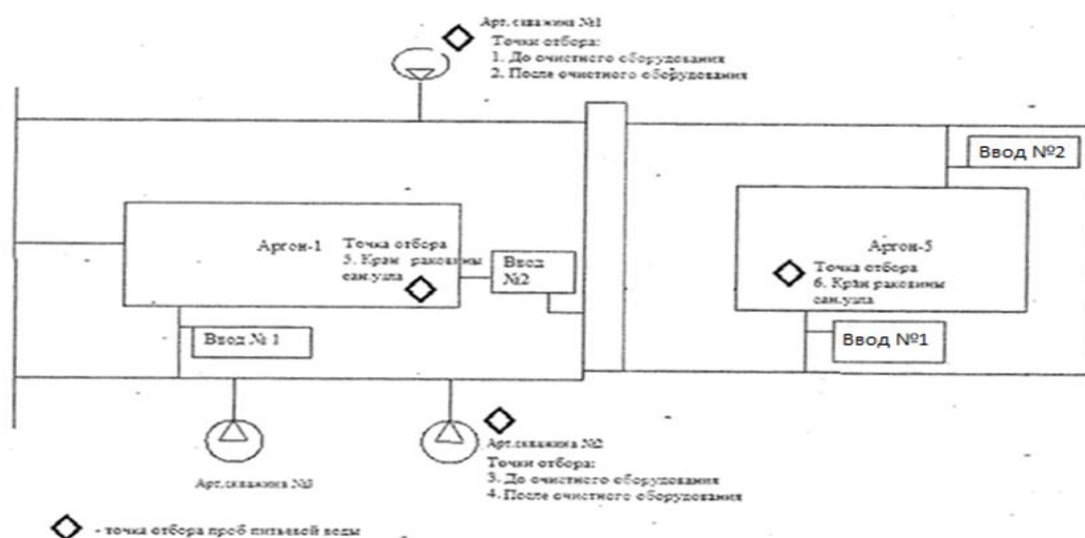 Арт. скважина №1
Точки отбора:
1. До очистного оборудования
2. После очистного оборудования
Ввод №2
Аргон-1
Точка отбора
5. Кран раковины
сан.узла
Ввод
№2
Аргон-5
Точка отбора
6. Кран раковины
сан.узла
Ввод № 1
Ввод №1
Арт.скважина №3
Арт.скважина №2
Точки отбора:
3. До очистного оборудования
4. После очистного оборудования
- точка отбора проб питьевой воды